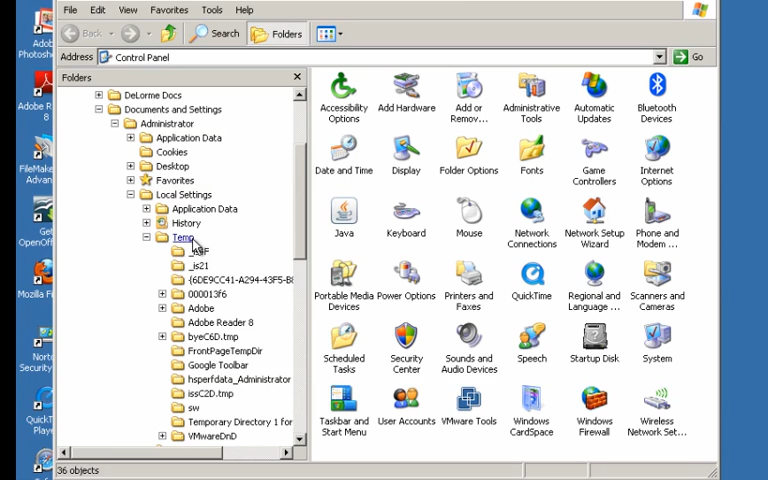 File Edit View Favorites Tools Help
Back Search Folders
Address Control Panel Go
Folders
DeLorme Docs
Documents and Settings
Administrator
Application Data
Cookies
Desktop
Favorites
Local Settings
Application Data
History
Temp
_is21
{6DE9CC41-A294-43F5-B
000013f6
Adobe
Adobe Reader 8
byeC6D.tmp
FrontPageTempDir
Google Toolbar
hsperfdata_Administrator
issC2D.tmp
sw
Temporary Directory 1 for
VMwareDnD
Accessibility Options
Add Hardware
Add or Remov...
Administrative Tools
Automatic Updates
Bluetooth Devices
Date and Time
Display
Folder Options
Fonts
Game Controllers
Internet Options
Java
Keyboard
Mouse
Network Connections
Network Setup Wizard
Phone and Modem ...
Portable Media Devices
Power Options
Printers and Faxes
QuickTime
Regional and Language ...
Scanners and Cameras
Scheduled Tasks
Security Center
Sounds and Audio Devices
Speech
Startup Disk
System
Taskbar and Start Menu
User Accounts
VMware Tools
Windows CardSpace
Windows Firewall
Wireless Network Set...
36 objects
Adob
Photosh
Adobe R
8
FileMake
Advan
Get
OpenOffi
Mozilla Fi
Norto
Security
QuickT
Playe